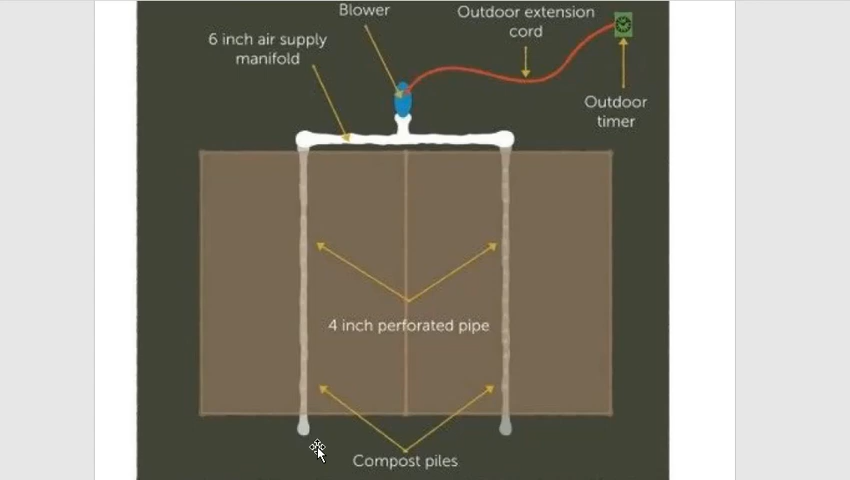 Blower
Outdoor extension
cord
6 inch air supply
manifold
Outdoor
timer
4 inch perforated pipe
Compost piles